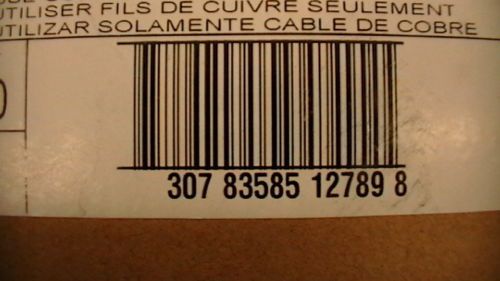 UTILISER FILS DE CUIVRE SEULEMENT
UTILIZAR SOLAMENTE CABLE DE COBRE
307 83585 12789 8